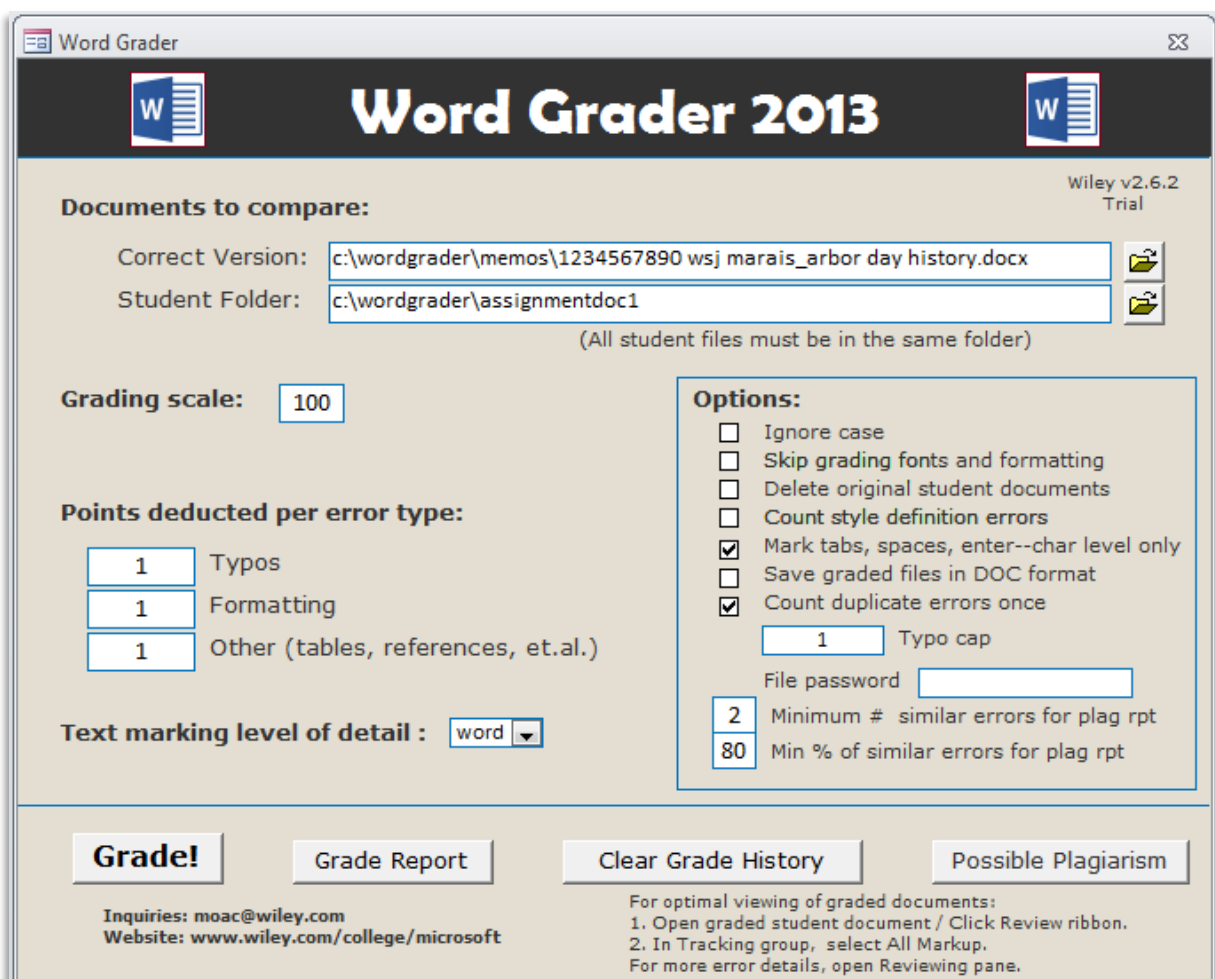 Word Grader
W
Word Grader 2013
W
Wiley v2.6.2
Trial
Documents to compare:
Correct Version: c:\wordgrader\memos\1234567890 wsj marais_arbor day history.docx
Student Folder: c:\wordgrader\assignmentdoc1
(All student files must be in the same folder)
Grading scale: 100
Points deducted per error type:
1 Typos
1 Formatting
1 Other (tables, references, et.al.)
Text marking level of detail : word
Options:
Ignore case
Skip grading fonts and formatting
Delete original student documents
Count style definition errors
Mark tabs, spaces, enter--char level only
Save graded files in DOC format
Count duplicate errors once
1 Typo cap
File password
2 Minimum # similar errors for plag rpt
80 Min % of similar errors for plag rpt
Grade!
Grade Report
Clear Grade History
Possible Plagiarism
Inquiries: moac@wiley.com
Website: www.wiley.com/college/microsoft
For optimal viewing of graded documents:
1. Open graded student document / Click Review ribbon.
2. In Tracking group, select All Markup.
For more error details, open Reviewing pane.